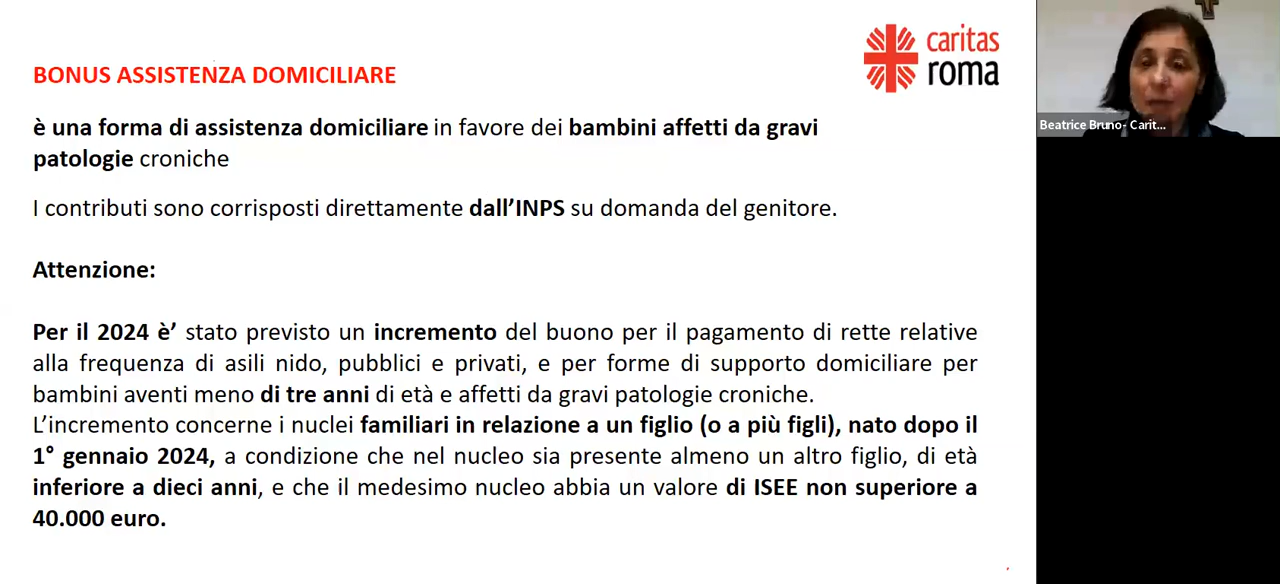 BONUS ASSISTENZA DOMICILIARE
caritas
roma
è una forma di assistenza domiciliare in favore dei bambini affetti da gravi
patologie croniche
I contributi sono corrisposti direttamente dall’INPS su domanda del genitore.
Attenzione:
Per il 2024 è’ stato previsto un incremento del buono per il pagamento di rette relative
alla frequenza di asili nido, pubblici e privati, e per forme di supporto domiciliare per
bambini aventi meno di tre anni di età e affetti da gravi patologie croniche.
L’incremento concerne i nuclei familiari in relazione a un figlio (o a più figli), nato dopo il
1° gennaio 2024, a condizione che nel nucleo sia presente almeno un altro figlio, di età
inferiore a dieci anni, e che il medesimo nucleo abbia un valore di ISEE non superiore a
40.000 euro.
Beatrice Bruno- Carit...